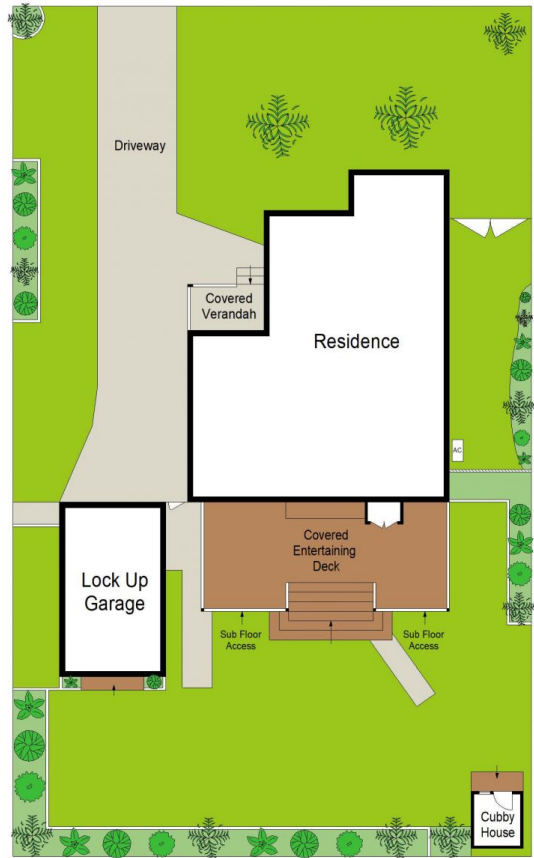 Driveway
Covered
Verandah
Residence
AC
Covered
Entertaining
Deck
Lock Up
Garage
Sub Floor
Access
Sub Floor
Access
Cubby
House